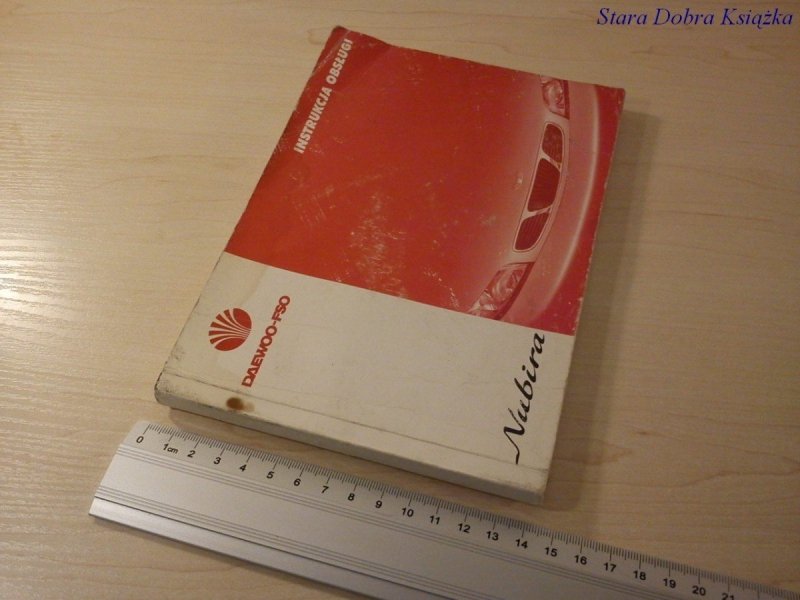 Stara Dobra Książka
INSTRUKCJA OBSŁUGI
DAEWOO-FSO
Nubira
0 1cm 2 3 4 5 6 7 8 9 10 11 12 13 14 15 16 17 18 19 20 21